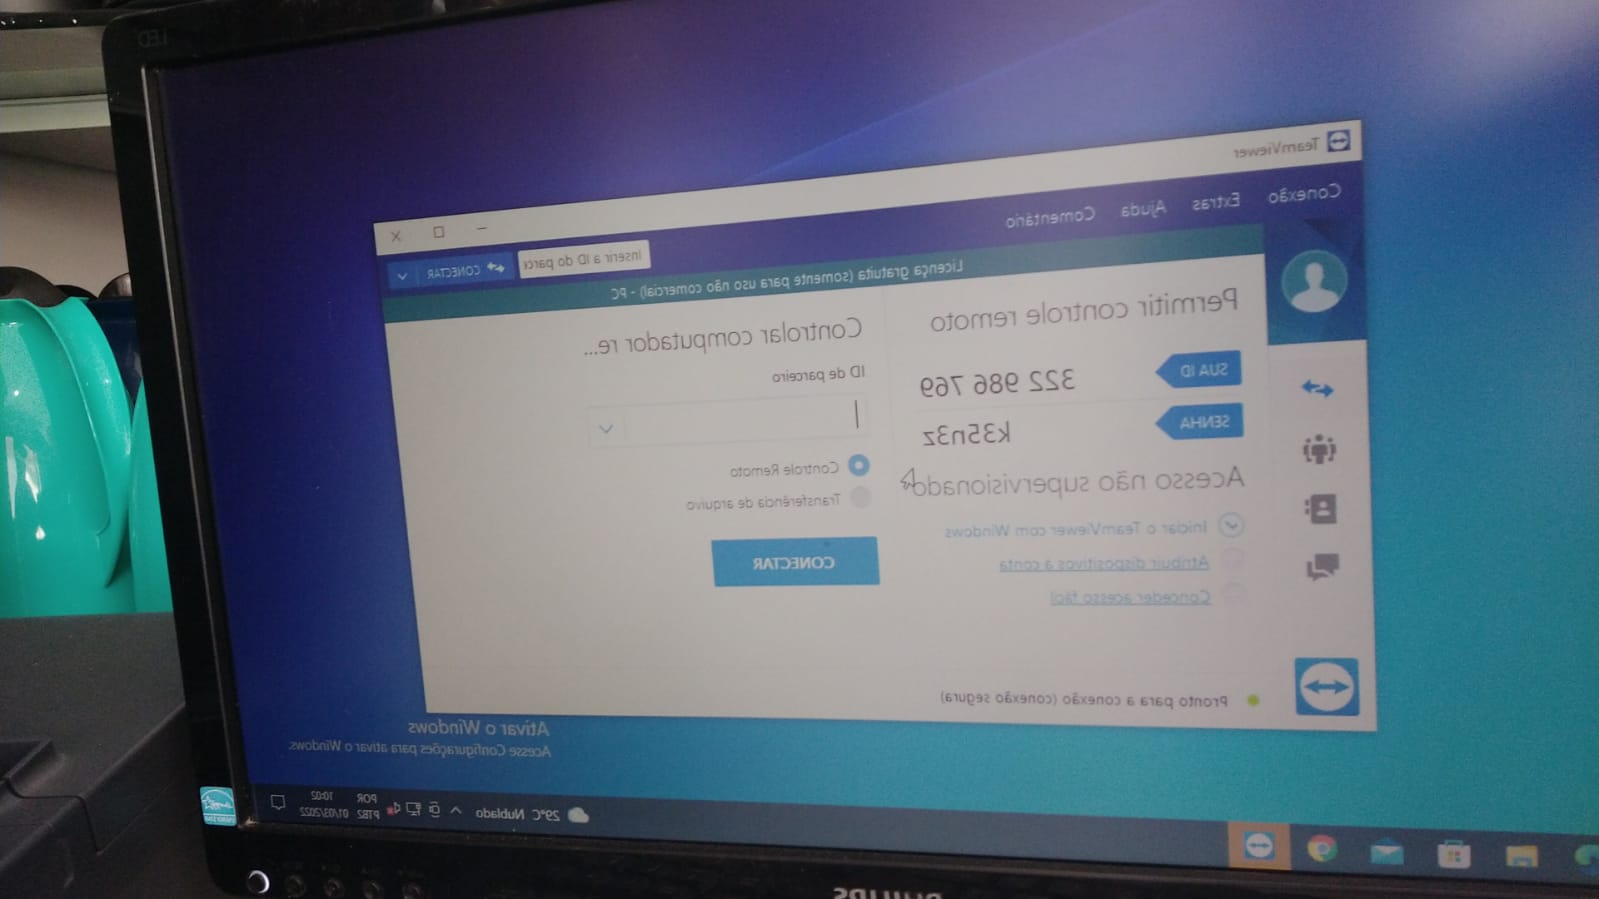 LED
TeamViewer
Conexão Extras Ajuda Comentário
Inserir a ID do parce
CONECTAR
Licença gratuita (somente para uso não comercial) - PC
Permitir controle remoto
SUA ID
322 986 769
SENHA
k35n3z
Acesso não supervisionado
Iniciar o TeamViewer com Windows
Atribuir dispositivos à conta
Conceder acesso fácil
Controlar computador re...
ID de parceiro
Controle Remoto
Transferência de arquivo
CONECTAR
Pronto para a conexão (conexão segura)
Ativar o Windows
Acesse Configurações para ativar o Windows.
29°C Nublado
POR
PTB2
10:02
01/03/2022
PHILIPS